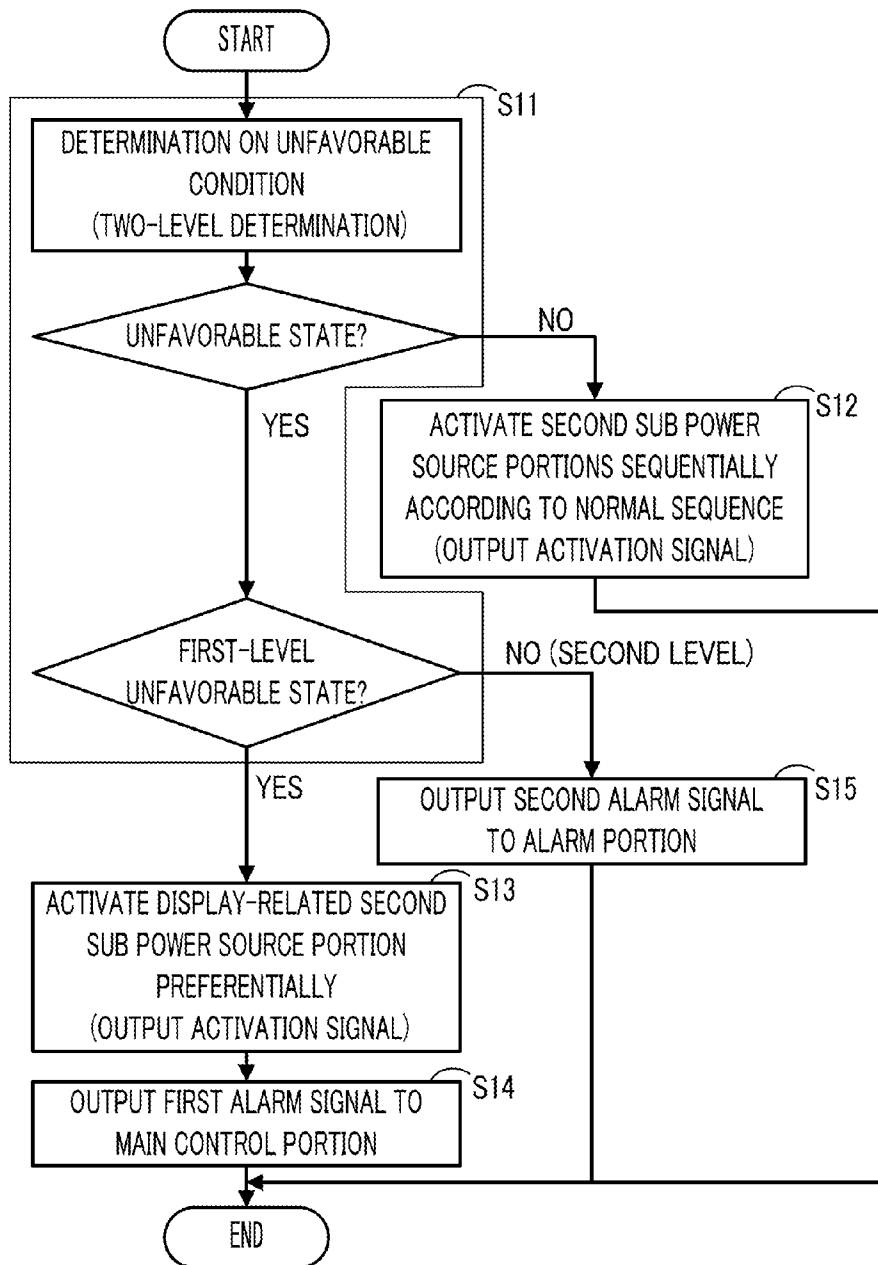 START
S11
DETERMINATION ON UNFAVORABLE
CONDITION
(TWO-LEVEL DETERMINATION)
UNFAVORABLE STATE?
NO
YES
S12
ACTIVATE SECOND SUB POWER
SOURCE PORTIONS SEQUENTIALLY
ACCORDING TO NORMAL SEQUENCE
(OUTPUT ACTIVATION SIGNAL)
FIRST-LEVEL
UNFAVORABLE STATE?
NO (SECOND LEVEL)
YES
S15
OUTPUT SECOND ALARM SIGNAL
TO ALARM PORTION
S13
ACTIVATE DISPLAY-RELATED SECOND
SUB POWER SOURCE PORTION
PREFERENTIALLY
(OUTPUT ACTIVATION SIGNAL)
S14
OUTPUT FIRST ALARM SIGNAL TO
MAIN CONTROL PORTION
END